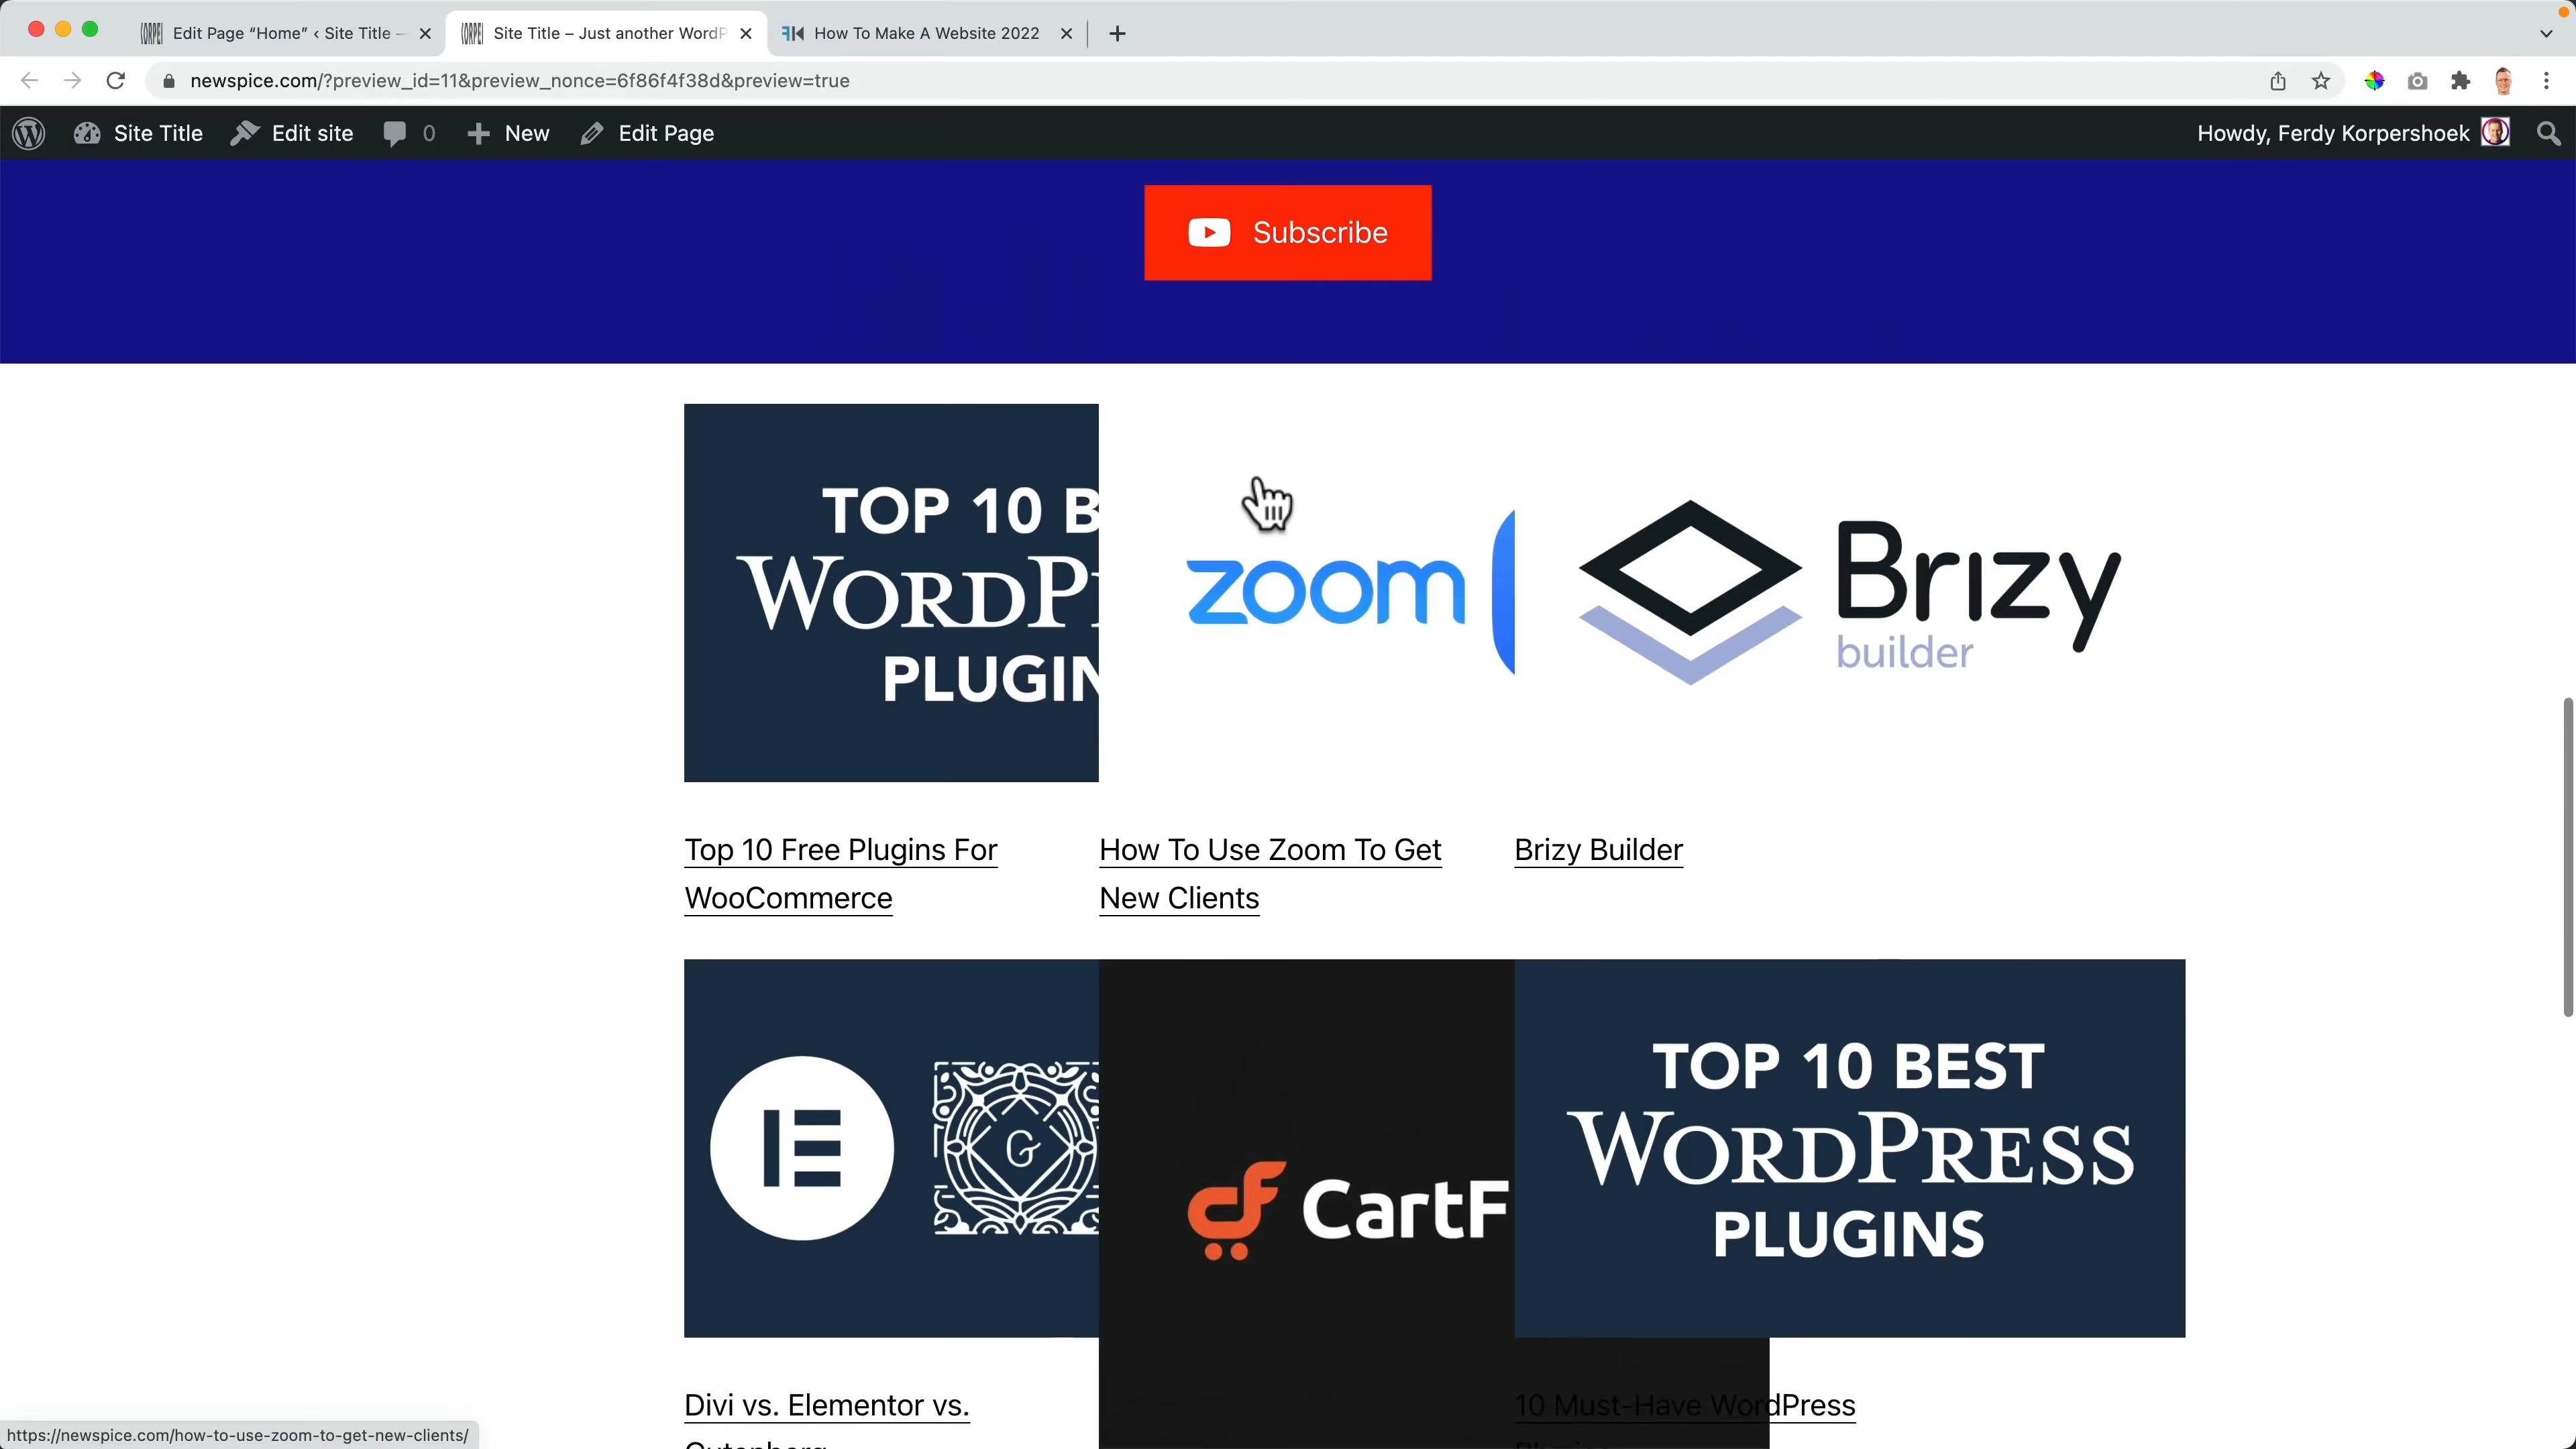 Edit Page “Home” ‹ Site Title —
Site Title – Just another WordP
How To Make A Website 2022
newspice.com/?preview_id=11&preview_nonce=6f86f4f38d&preview=true
Site Title
Edit site
0
New
Edit Page
Howdy, Ferdy Korpershoek
Subscribe
TOP 10 B
WORDP
PLUGIN
zoom
Brizy
builder
Top 10 Free Plugins For
WooCommerce
How To Use Zoom To Get
New Clients
Brizy Builder
G
CartF
TOP 10 BEST
WORDPRESS
PLUGINS
Divi vs. Elementor vs.
Gutenberg
10 Must-Have WordPress
https://newspice.com/how-to-use-zoom-to-get-new-clients/